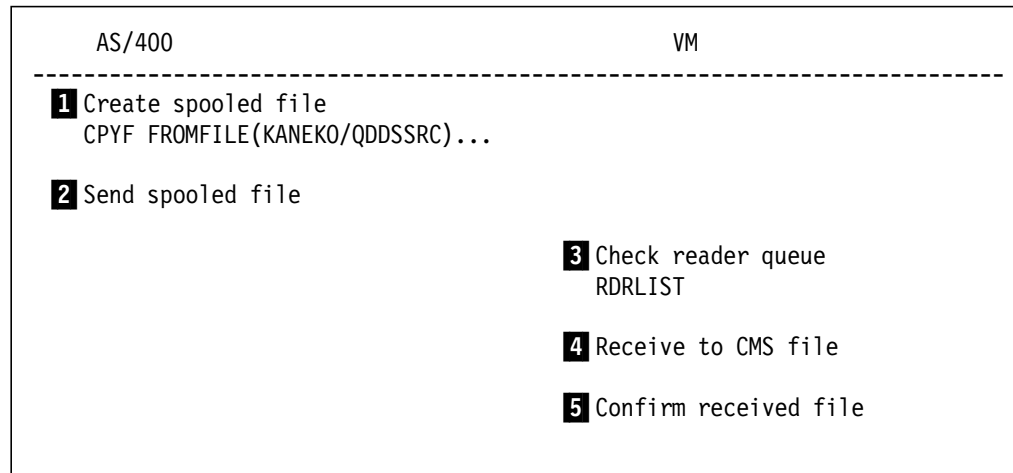 AS/400 VM
--------------------------------------------------------------------------
1 Create spooled file
CPYF FROMFILE(KANEKO/QDDSSRC)...
2 Send spooled file
3 Check reader queue
RDRLIST
4 Receive to CMS file
5 Confirm received file